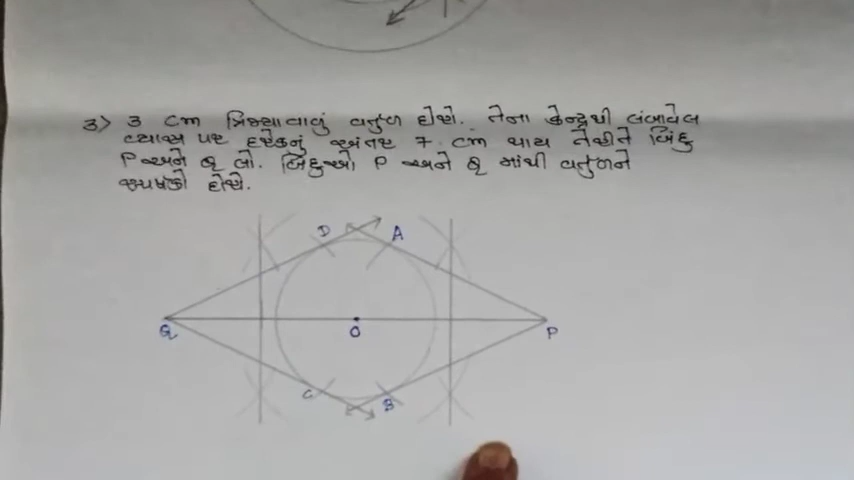 3> 3 cm ત્રિજ્યાવાળું વર્તુળ દોરો. તેના કેન્દ્રથી લંબાવેલ
વ્યાસ પર દરેકનું અંતર 7 cm થાય તેરીતે બિંદુ
P અને Q લો. બિંદુઓ P અને Q માંથી વર્તુળને
સ્પર્શકો દોરો.
D A
Q O P
C B